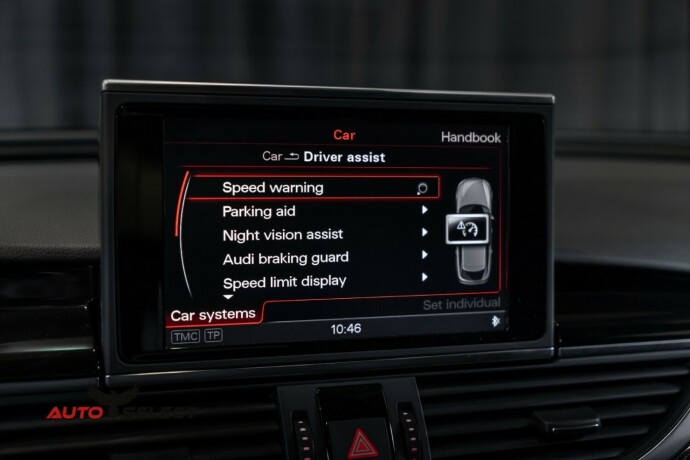 Car
Handbook
Car Driver assist
Speed warning
Parking aid
Night vision assist
Audi braking guard
Speed limit display
Set individual
Car systems
TMC TP
10:46
AUTO SELECT